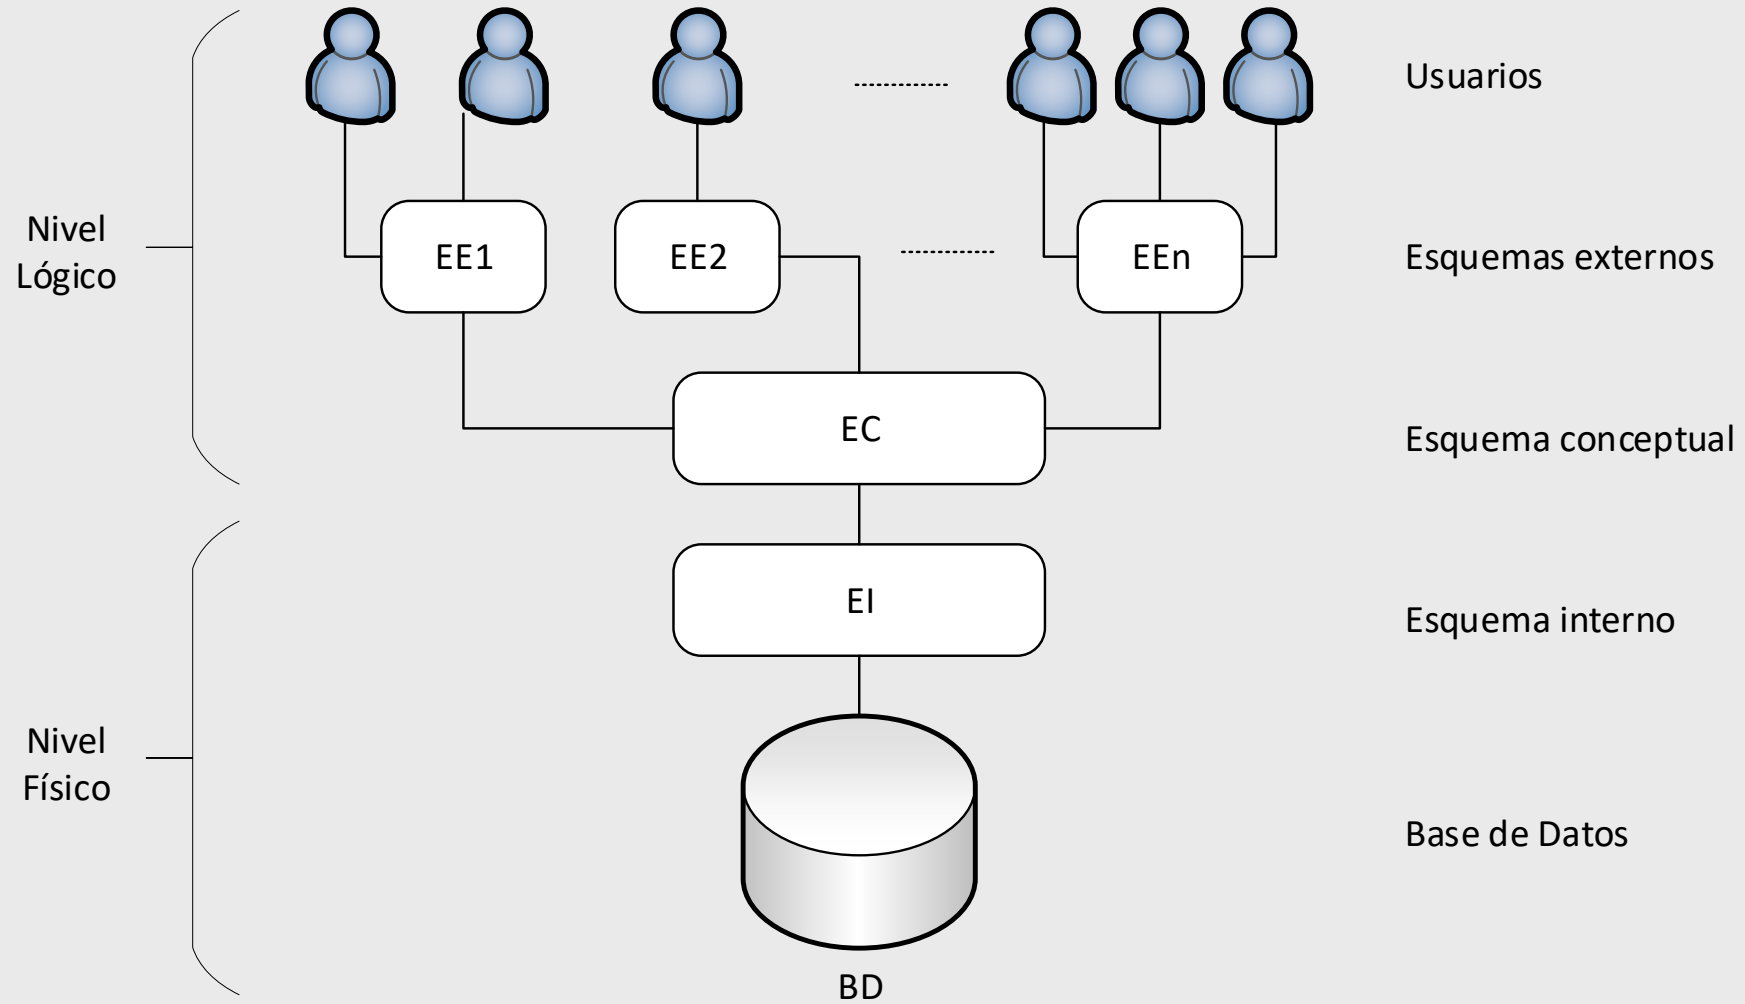 Usuarios
Nivel
Lógico
EE1
EE2
EEn
Esquemas externos
EC
Esquema conceptual
EI
Esquema interno
Nivel
Físico
Base de Datos
BD